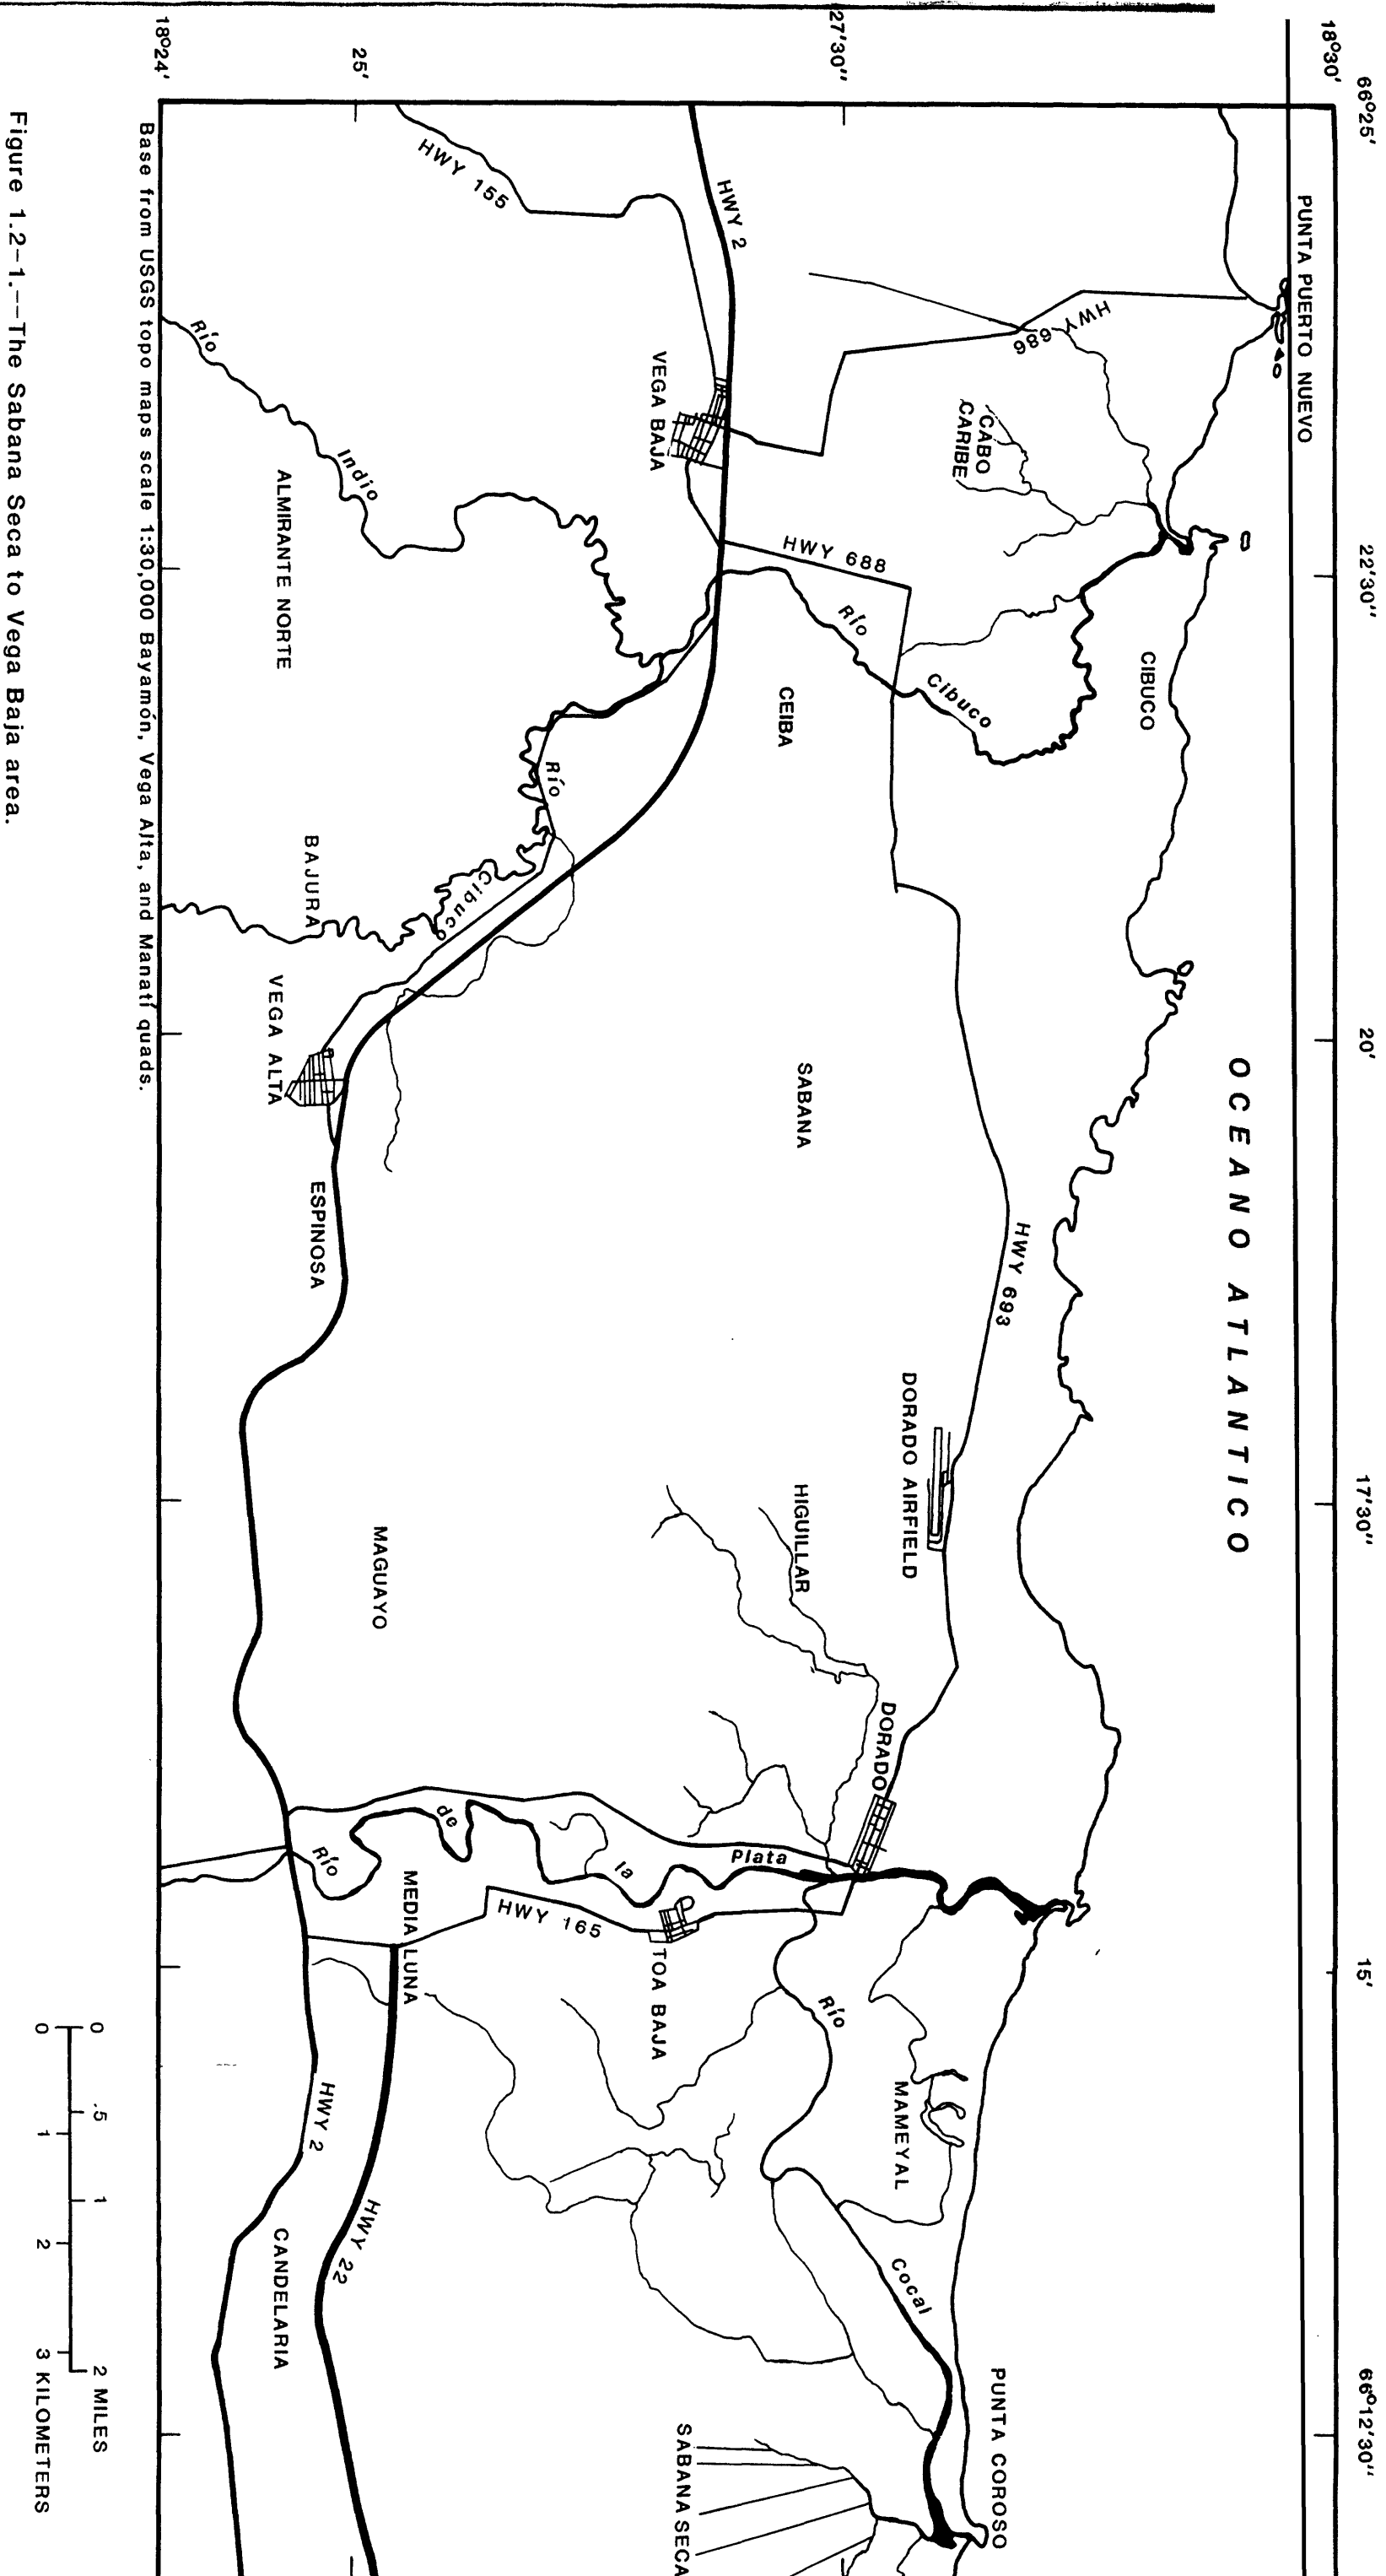 66°25'
22'30"
20'
17'30"
15'
66°12'30"
18°30'
27'30"
25'
18°24'
PUNTA PUERTO NUEVO
OCEANO ATLANTICO
HWY 686
CABO
CARIBE
CIBUCO
HWY 2
HWY 155
VEGA BAJA
HWY 688
Río
Cibuco
CEIBA
SABANA
HWY 693
DORADO AIRFIELD
HIGUILLAR
DORADO
Río
Indio
ALMIRANTE NORTE
Río
Cibuco
BAJURA
VEGA ALTA
ESPINOSA
MAGUAYO
Río
de
la
Plata
MEDIA LUNA
HWY 165
TOA BAJA
Río
Cocal
MAMEYAL
PUNTA COROSO
SABANA SECA
HWY 2
HWY 22
CANDELARIA
Base from USGS topo maps scale 1:30,000 Bayamón, Vega Alta, and Manatí quads.
0 .5 1 2 MILES
0 1 2 3 KILOMETERS
Figure 1.2-1.--The Sabana Seca to Vega Baja area.